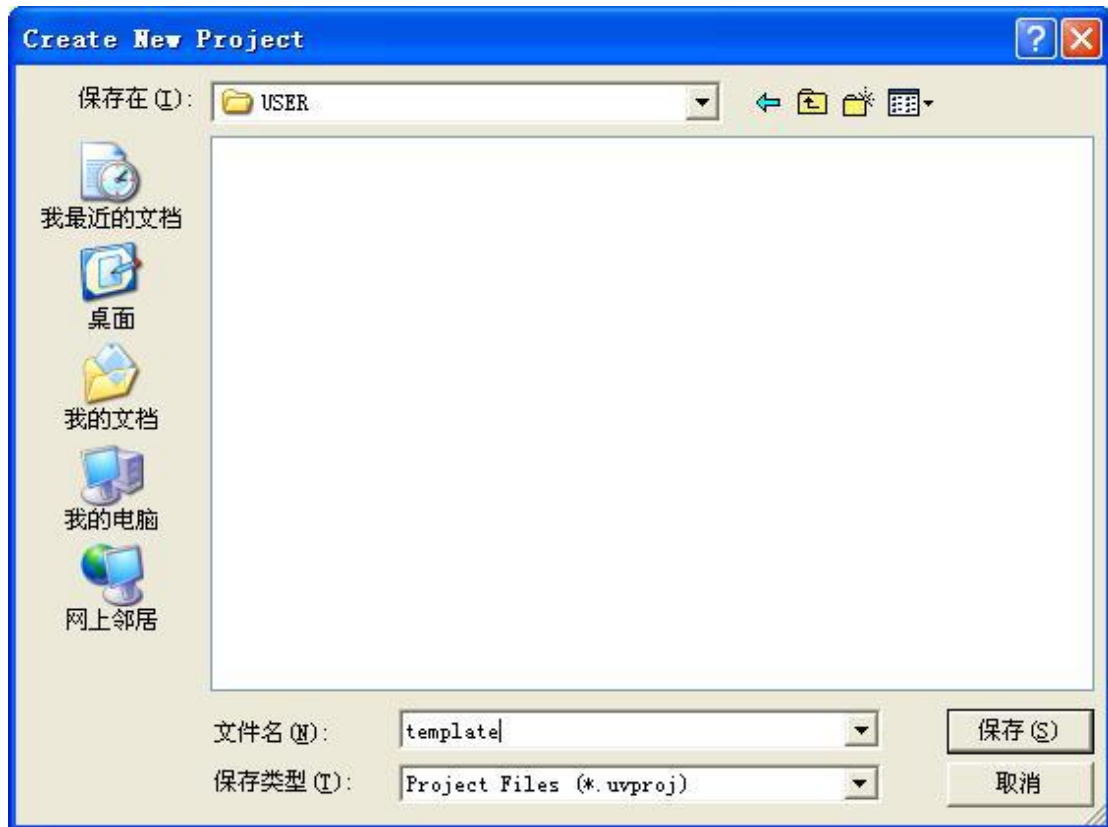 Create New Project
保存在(I):
USER
我最近的文档
桌面
我的文档
我的电脑
网上邻居
文件名(N):
template
保存(S)
保存类型(T):
Project Files (*.uvproj)
取消